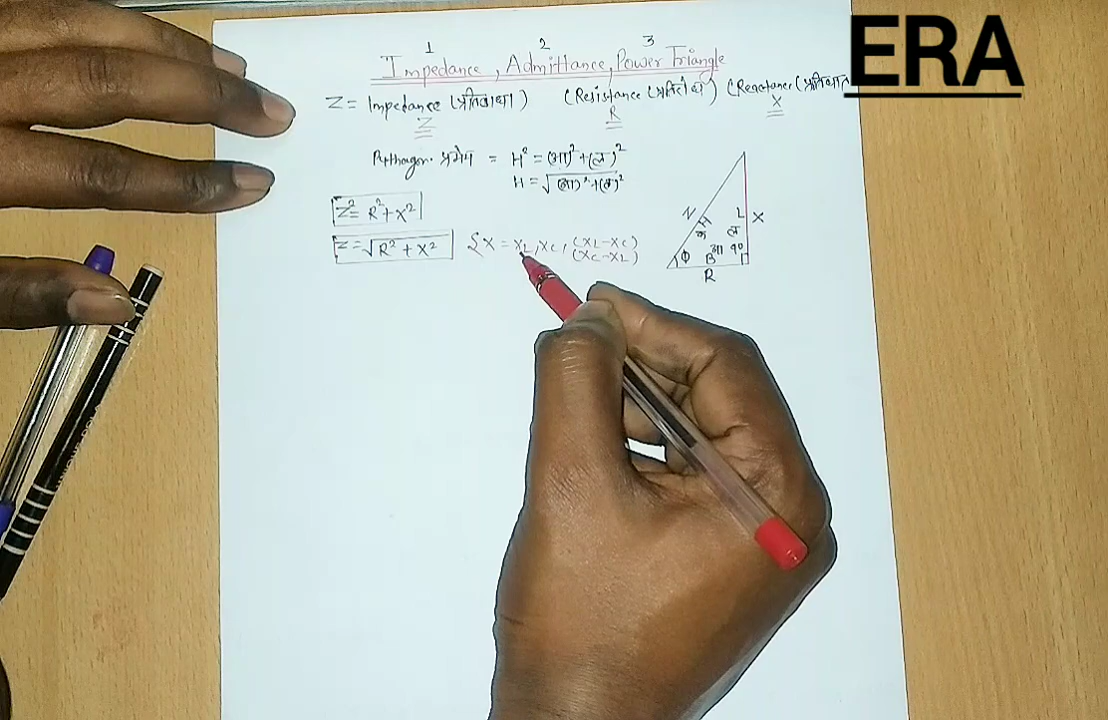 ERA
1 2 3
Impedance, Admittance, Power Triangle
Z = Impedance (प्रतिबाधा) (Resistance (प्रतिरोध) (Reactance (प्रतिघात
Z R X
प्रमेय = H² = (आ)² + (ल)²
H = √(आ)² + (ल)²
Z² = R² + X²
Z = √R² + X² { X = XL, XC, (XL - XC)
(XC - XL)
Z H क L ल X
Φ B आ 90
R